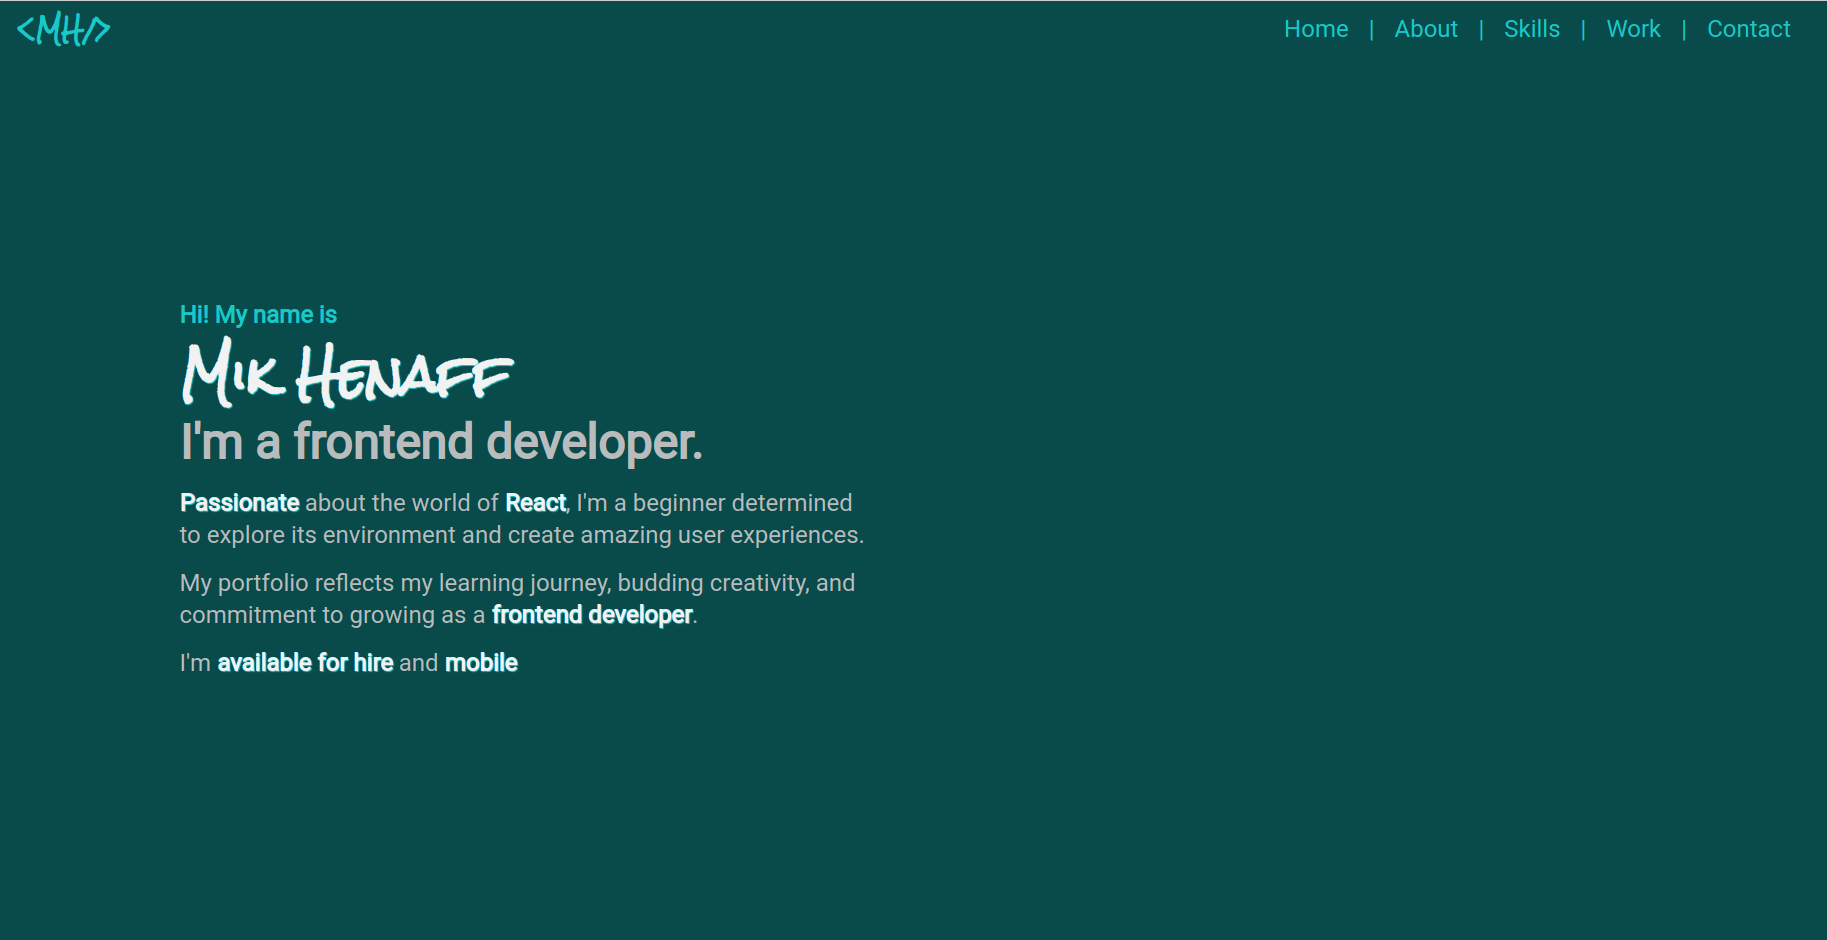 <MH/>
Home | About | Skills | Work | Contact
Hi! My name is
Mik Henaff
I'm a frontend developer.
Passionate about the world of React, I'm a beginner determined
to explore its environment and create amazing user experiences.
My portfolio reflects my learning journey, budding creativity, and
commitment to growing as a frontend developer.
I'm available for hire and mobile